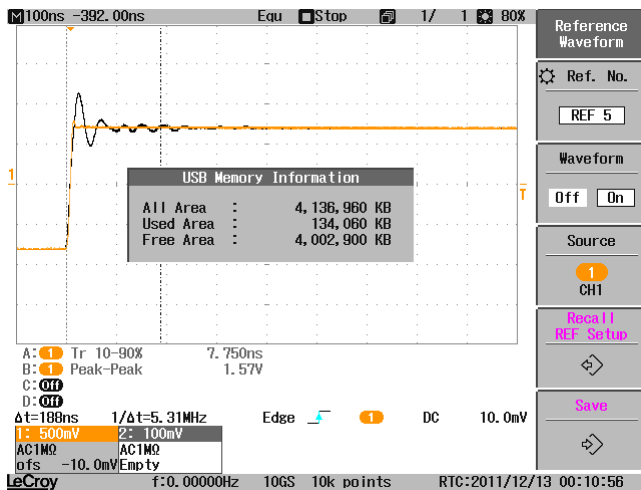 M 100ns -392.00ns Equ Stop 1/ 1 80%
Reference
Waveform
Ref. No.
REF 5
Waveform
Off On
Source
1
CH1
Recall
REF Setup
Save
1
T
USB Memory Information
All Area : 4,136,960 KB
Used Area : 134,060 KB
Free Area : 4,002,900 KB
A: 1 Tr 10-90% 7.750ns
B: 1 Peak-Peak 1.57V
C: Off
D: Off
Δt=188ns 1/Δt=5.31MHz Edge 1 DC 10.0mV
1: 500mV 2: 100mV
AC1MΩ AC1MΩ
ofs -10.0mV Empty
LeCroy f:0.00000Hz 10GS 10k points RTC:2011/12/13 00:10:56